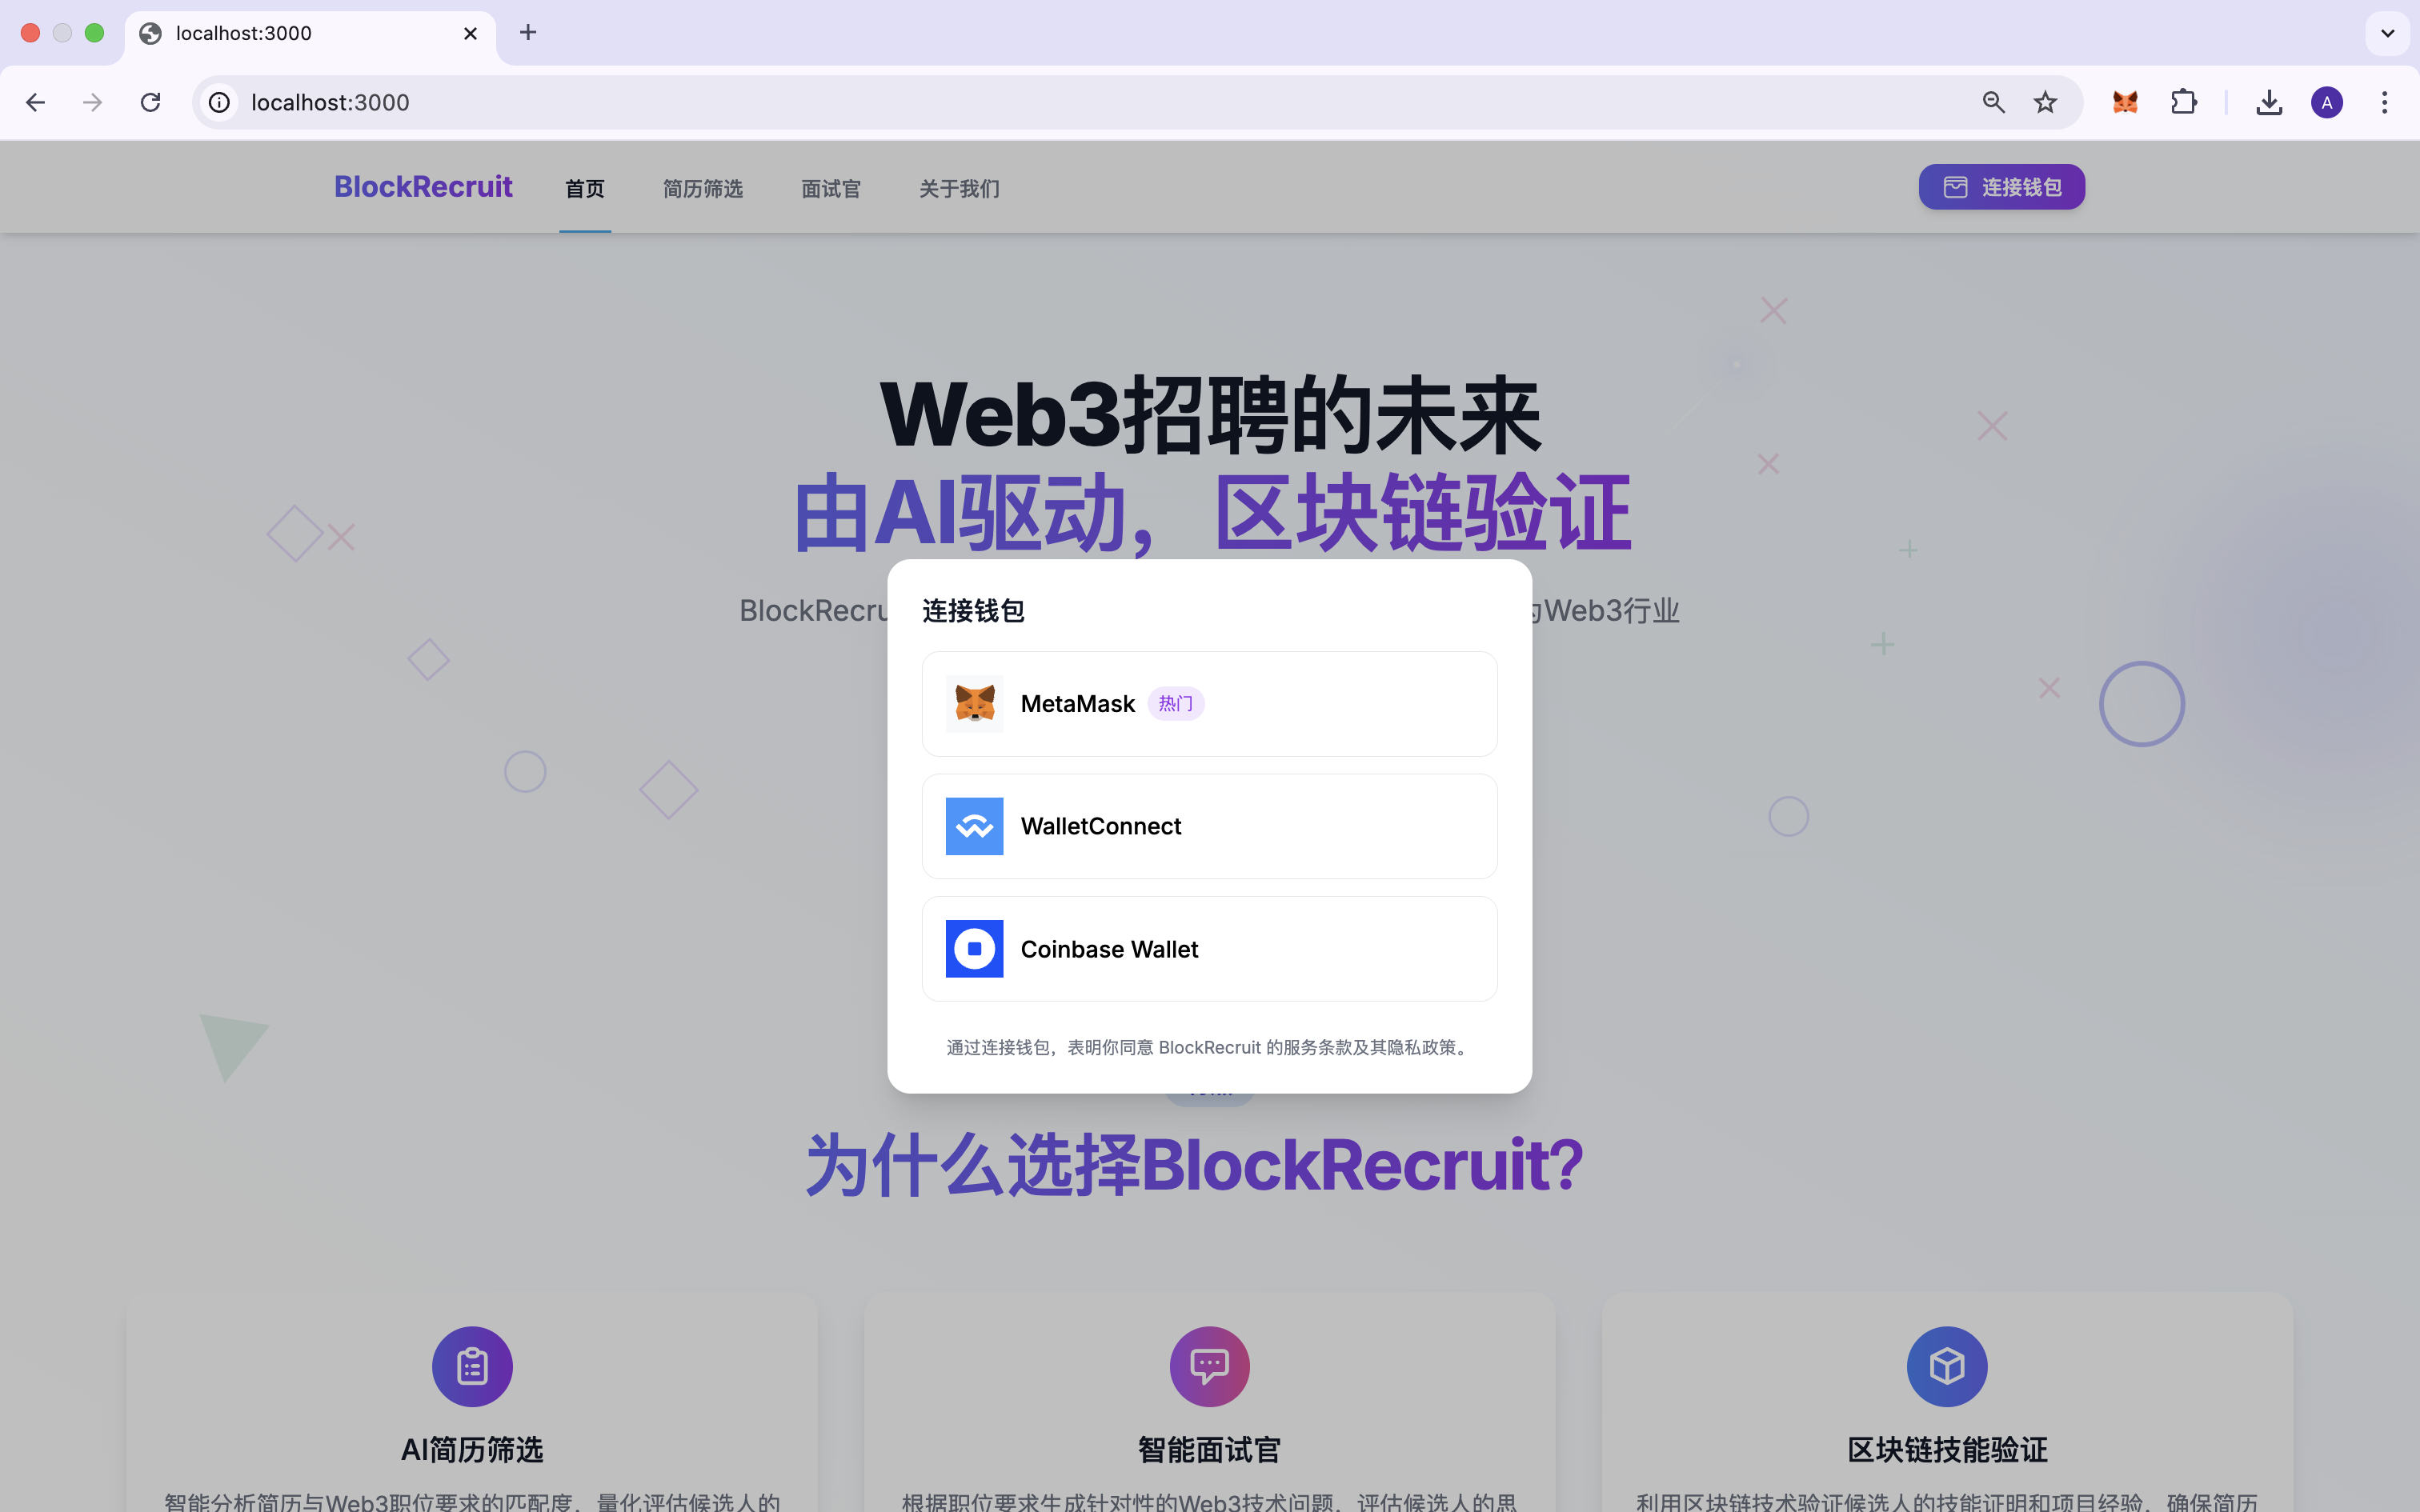 localhost:3000
localhost:3000
A
BlockRecruit
首页
简历筛选
面试官
关于我们
连接钱包
Web3招聘的未来
由AI驱动，区块链验证
BlockRecru
Web3行业
连接钱包
MetaMask 热门
WalletConnect
Coinbase Wallet
通过连接钱包，表明你同意 BlockRecruit 的服务条款及其隐私政策。
为什么选择BlockRecruit?
AI简历筛选
智能分析简历与Web3职位要求的匹配度，量化评估候选人的
智能面试官
根据职位要求生成针对性的Web3技术问题，评估候选人的思
区块链技能验证
利用区块链技术验证候选人的技能证明和项目经验，确保简历